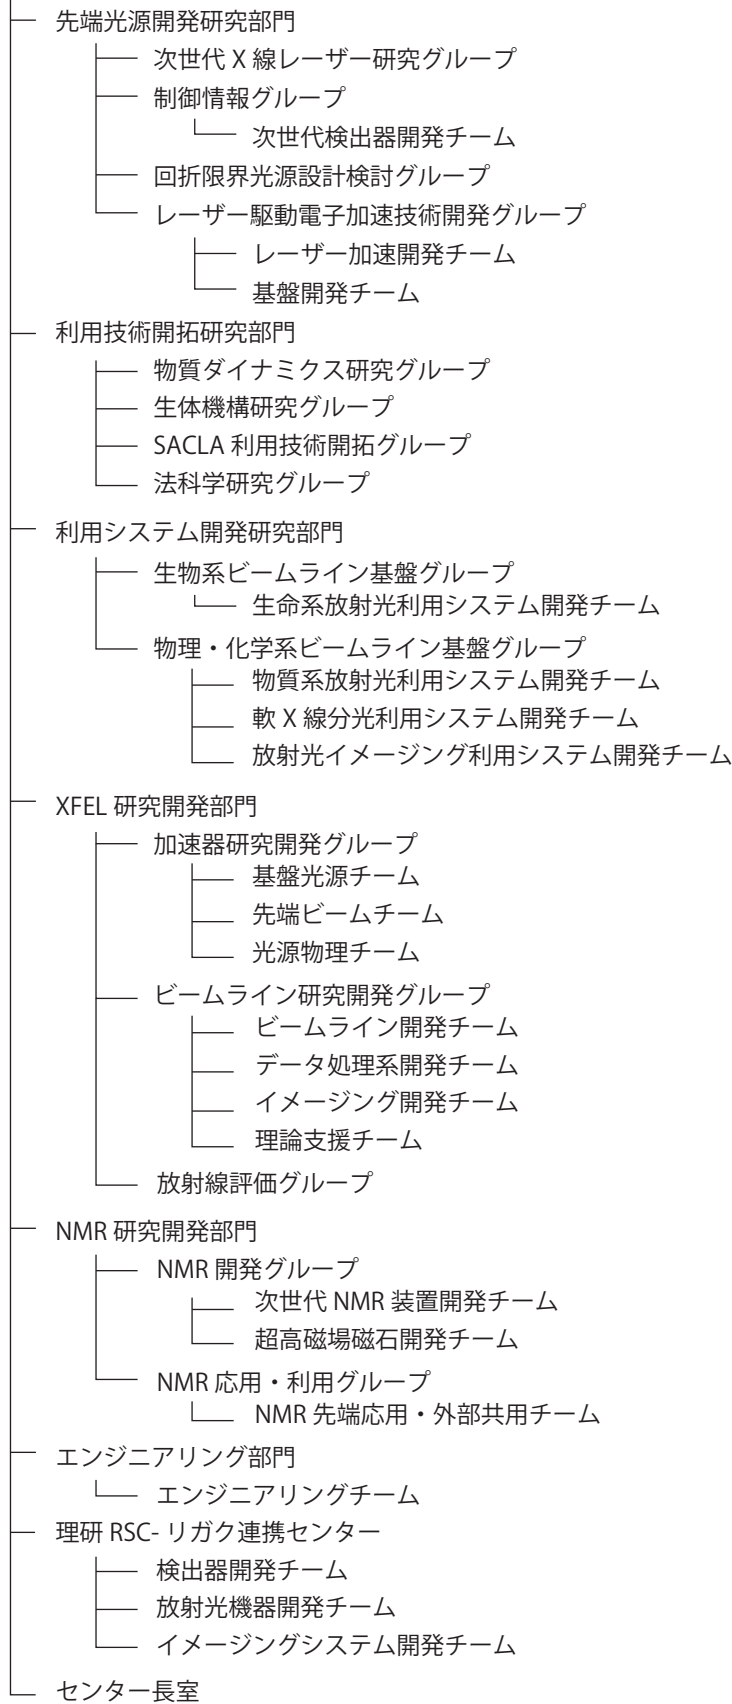 先端光源開発研究部門
次世代 X 線レーザー研究グループ
制御情報グループ
次世代検出器開発チーム
回折限界光源設計検討グループ
レーザー駆動電子加速技術開発グループ
レーザー加速開発チーム
基盤開発チーム
利用技術開拓研究部門
物質ダイナミクス研究グループ
生体機構研究グループ
SACLA 利用技術開拓グループ
法科学研究グループ
利用システム開発研究部門
生物系ビームライン基盤グループ
生命系放射光利用システム開発チーム
物理・化学系ビームライン基盤グループ
物質系放射光利用システム開発チーム
軟 X 線分光利用システム開発チーム
放射光イメージング利用システム開発チーム
XFEL 研究開発部門
加速器研究開発グループ
基盤光源チーム
先端ビームチーム
光源物理チーム
ビームライン研究開発グループ
ビームライン開発チーム
データ処理系開発チーム
イメージング開発チーム
理論支援チーム
放射線評価グループ
NMR 研究開発部門
NMR 開発グループ
次世代 NMR 装置開発チーム
超高磁場磁石開発チーム
NMR 応用・利用グループ
NMR 先端応用・外部共用チーム
エンジニアリング部門
エンジニアリングチーム
理研 RSC- リガク連携センター
検出器開発チーム
放射光機器開発チーム
イメージングシステム開発チーム
センター長室